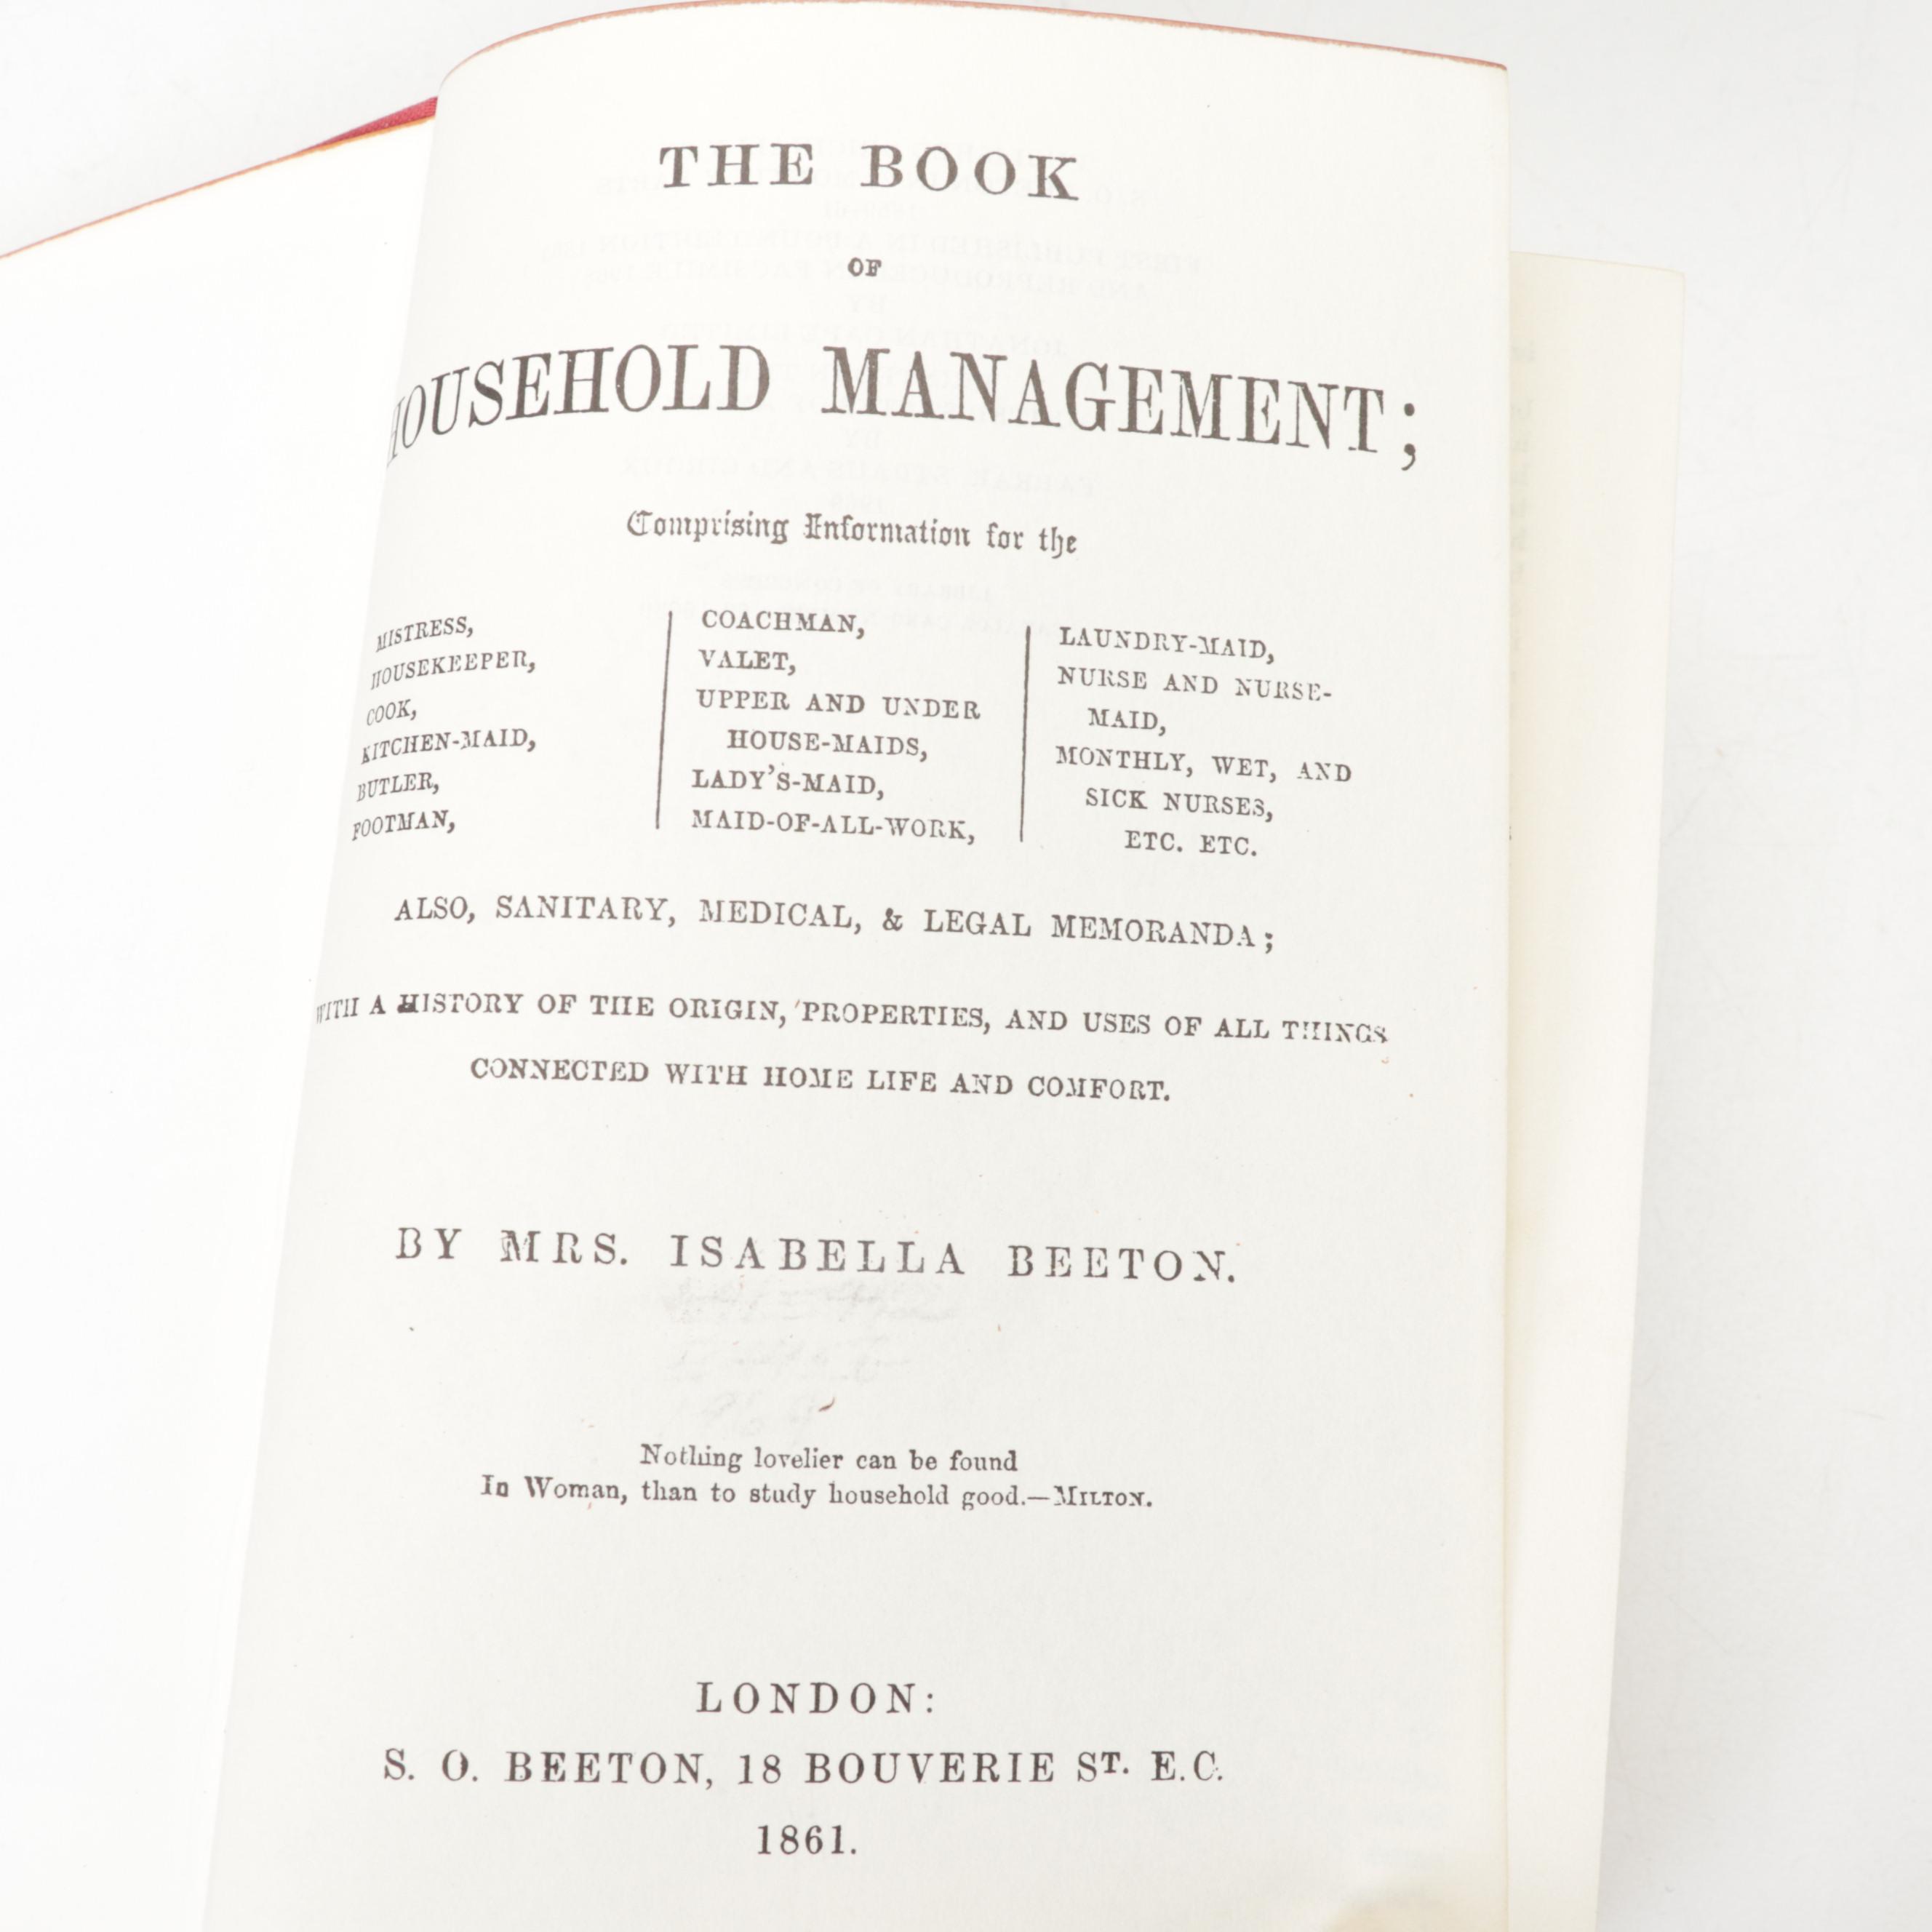 THE BOOK
OF
HOUSEHOLD MANAGEMENT;
Comprising Information for the
MISTRESS,
HOUSEKEEPER,
COOK,
KITCHEN-MAID,
BUTLER,
FOOTMAN,
COACHMAN,
VALET,
UPPER AND UNDER
HOUSE-MAIDS,
LADY'S-MAID,
MAID-OF-ALL-WORK,
LAUNDRY-MAID,
NURSE AND NURSE-
MAID,
MONTHLY, WET, AND
SICK NURSES,
ETC. ETC.
ALSO, SANITARY, MEDICAL, & LEGAL MEMORANDA;
WITH A HISTORY OF THE ORIGIN, PROPERTIES, AND USES OF ALL THINGS
CONNECTED WITH HOME LIFE AND COMFORT.
BY MRS. ISABELLA BEETON.
Nothing lovelier can be found
In Woman, than to study household good.—MILTON.
LONDON:
S. O. BEETON, 18 BOUVERIE ST. E.C.
1861.